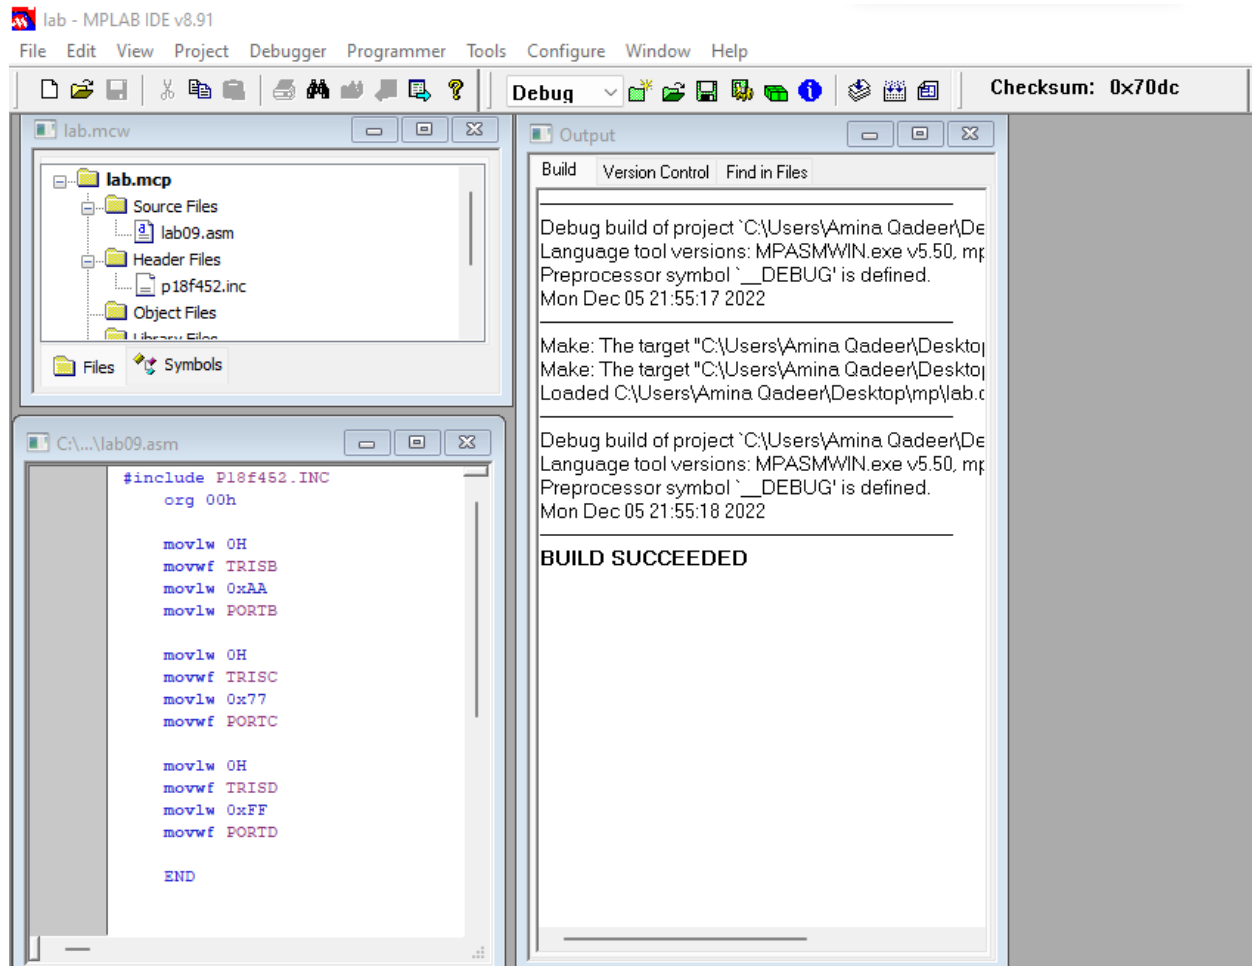 lab - MPLAB IDE v8.91
File Edit View Project Debugger Programmer Tools Configure Window Help
Debug
Checksum: 0x70dc
lab.mcw
lab.mcp
Source Files
lab09.asm
Header Files
p18f452.inc
Object Files
Library Files
Files Symbols
C:\...\lab09.asm
#include P18f452.INC
org 00h
movlw 0H
movwf TRISB
movlw 0xAA
movlw PORTB
movlw 0H
movwf TRISC
movlw 0x77
movwf PORTC
movlw 0H
movwf TRISD
movlw 0xFF
movwf PORTD
END
Output
Build Version Control Find in Files
Debug build of project `C:\Users\Amina Qadeer\De
Language tool versions: MPASMWIN.exe v5.50, mp
Preprocessor symbol `__DEBUG' is defined.
Mon Dec 05 21:55:17 2022
Make: The target "C:\Users\Amina Qadeer\Desktop
Make: The target "C:\Users\Amina Qadeer\Desktop
Loaded C:\Users\Amina Qadeer\Desktop\mp\lab.c
Debug build of project `C:\Users\Amina Qadeer\De
Language tool versions: MPASMWIN.exe v5.50, mp
Preprocessor symbol `__DEBUG' is defined.
Mon Dec 05 21:55:18 2022
BUILD SUCCEEDED